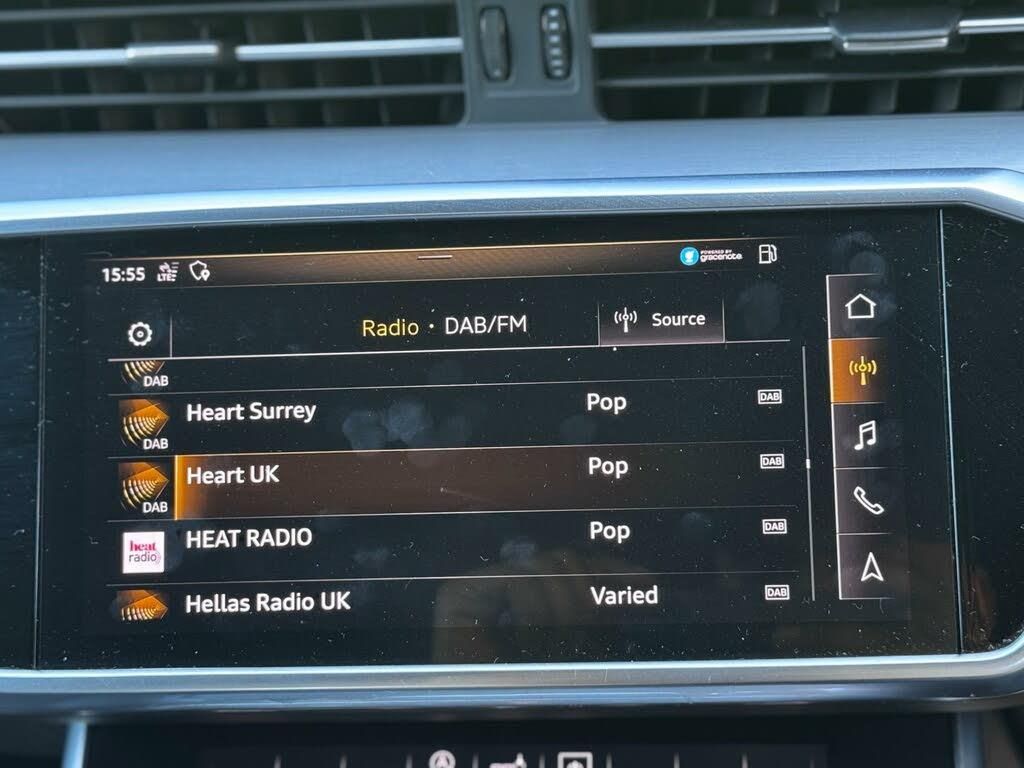 15:55 LTE POWERED BY gracenote
Radio · DAB/FM Source
DAB
Heart Surrey Pop DAB
DAB
Heart UK Pop DAB
DAB
heat radio HEAT RADIO Pop DAB
Hellas Radio UK Varied DAB